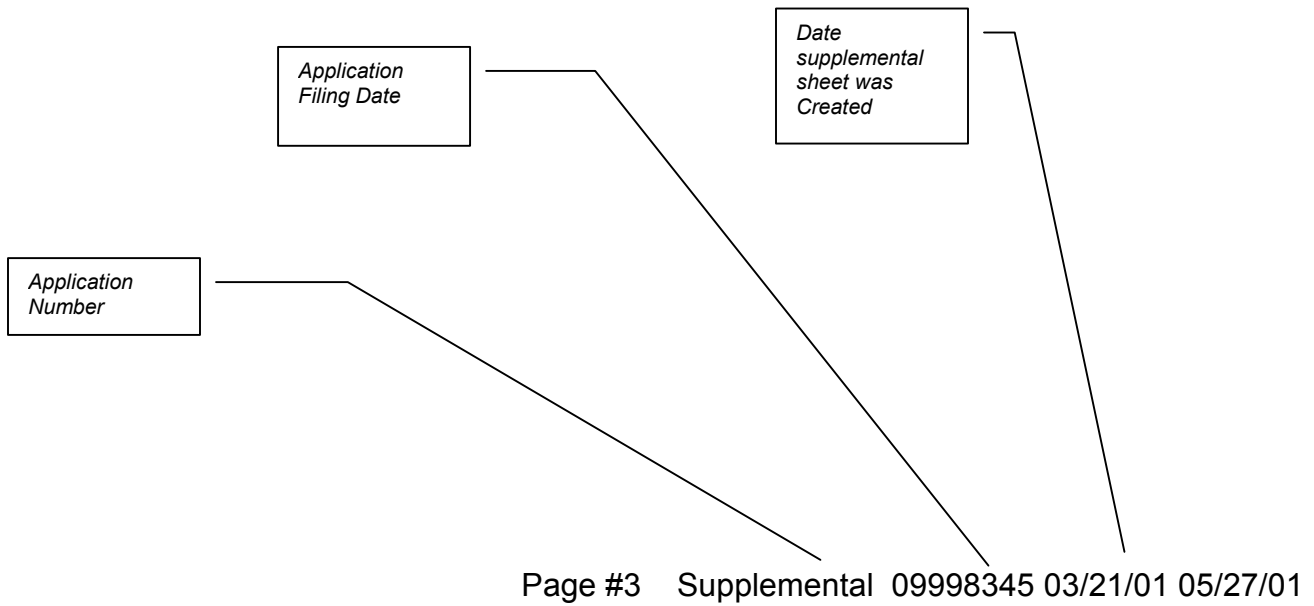 Date
supplemental
sheet was
Created
Application
Filing Date
Application
Number
Page #3 Supplemental 09998345 03/21/01 05/27/01